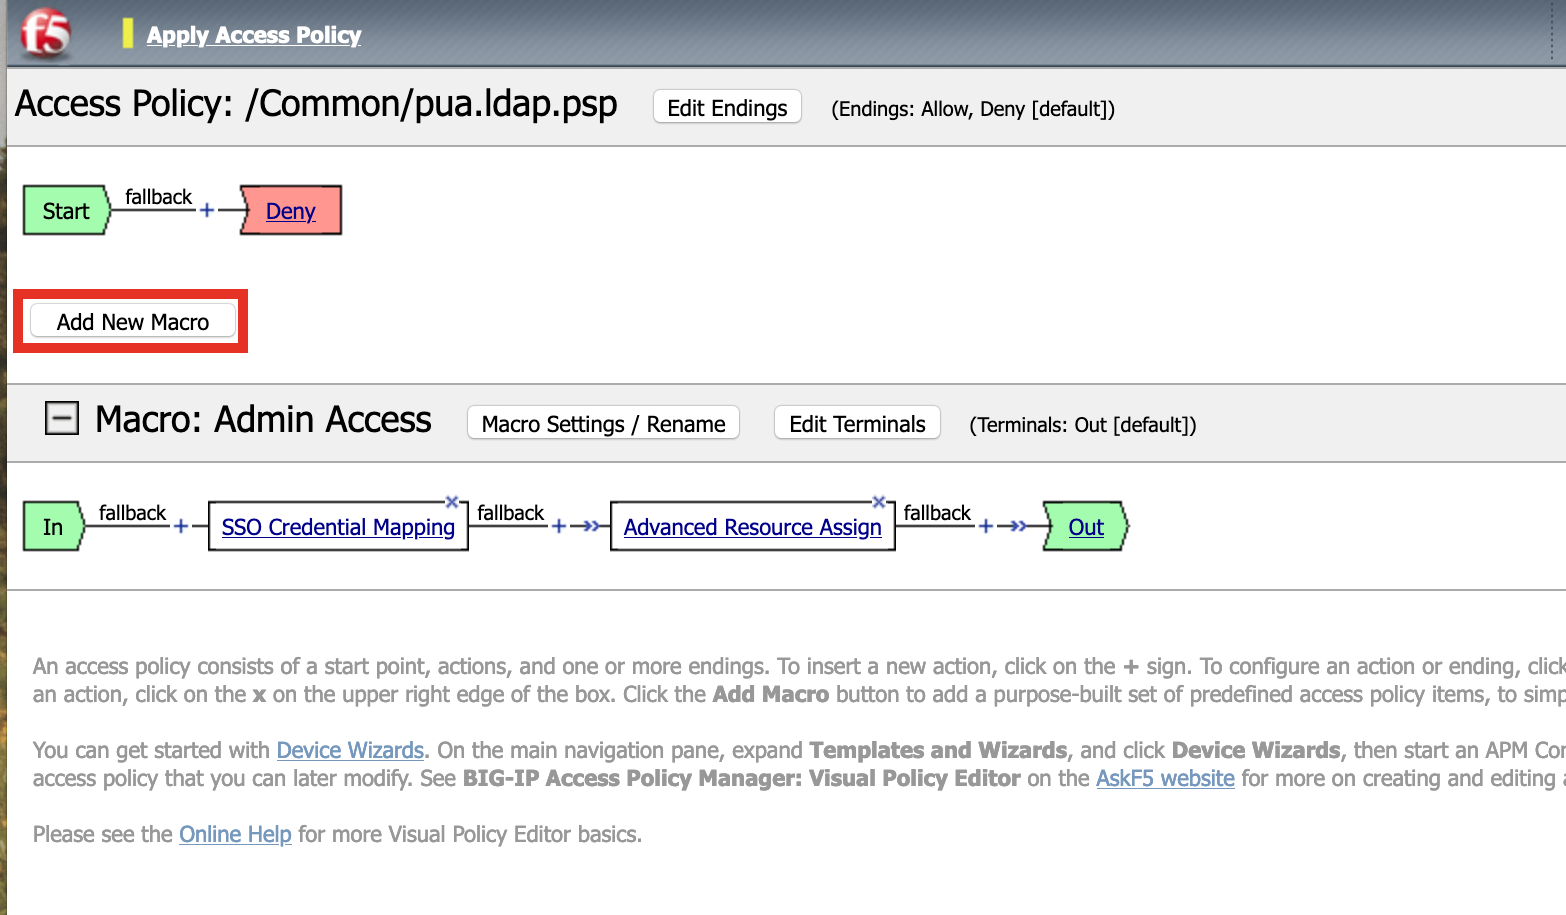 f5
Apply Access Policy
Access Policy: /Common/pua.ldap.psp
Edit Endings
(Endings: Allow, Deny [default])
Start
fallback
+
Deny
Add New Macro
Macro: Admin Access
Macro Settings / Rename
Edit Terminals
(Terminals: Out [default])
In
fallback
+
SSO Credential Mapping
fallback
+
Advanced Resource Assign
fallback
+
Out
An access policy consists of a start point, actions, and one or more endings. To insert a new action, click on the + sign. To configure an action or ending, click
an action, click on the x on the upper right edge of the box. Click the Add Macro button to add a purpose-built set of predefined access policy items, to simp
You can get started with Device Wizards. On the main navigation pane, expand Templates and Wizards, and click Device Wizards, then start an APM Con
access policy that you can later modify. See BIG-IP Access Policy Manager: Visual Policy Editor on the AskF5 website for more on creating and editing a
Please see the Online Help for more Visual Policy Editor basics.